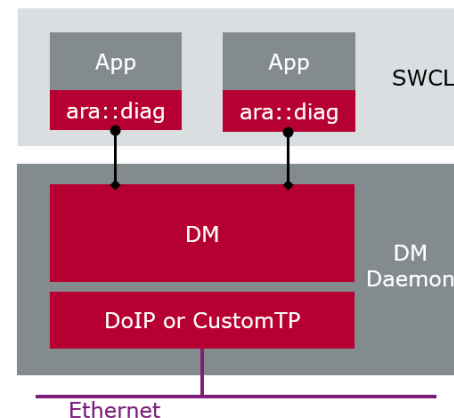 App
App
SWCL
ara::diag
ara::diag
DM
DM
Daemon
DoIP or CustomTP
Ethernet